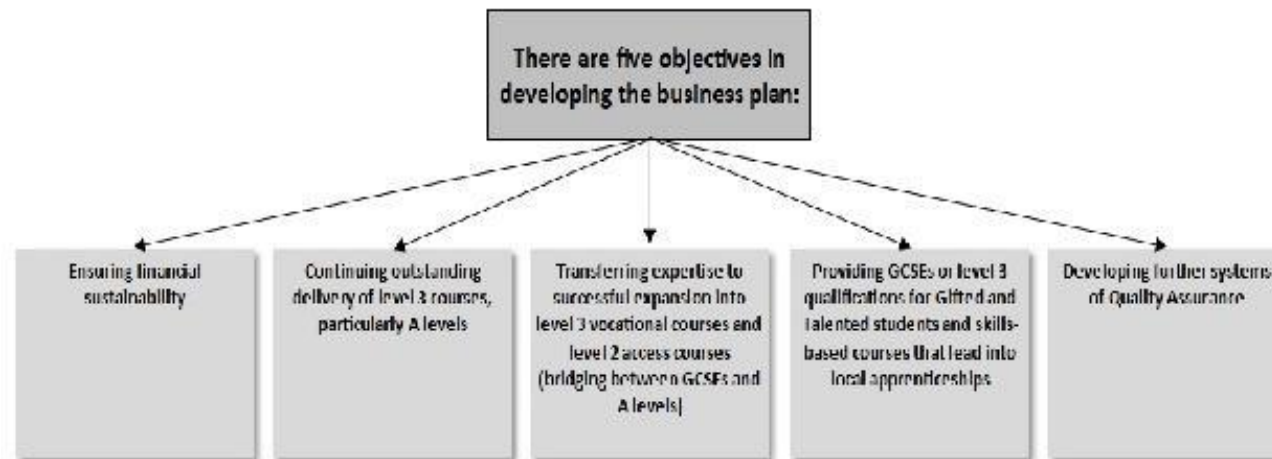 There are five objectives in
developing the business plan:
Ensuring financial
sustainability
Continuing outstanding
delivery of level 3 courses,
particularly A levels
Transferring expertise to
successful expansion into
level 3 vocational courses and
level 2 access courses
(bridging between GCSEs and
A levels)
Providing GCSEs or level 3
qualifications for Gifted and
Talented students and skills-
based courses that lead into
local apprenticeships
Developing further systems
of Quality Assurance